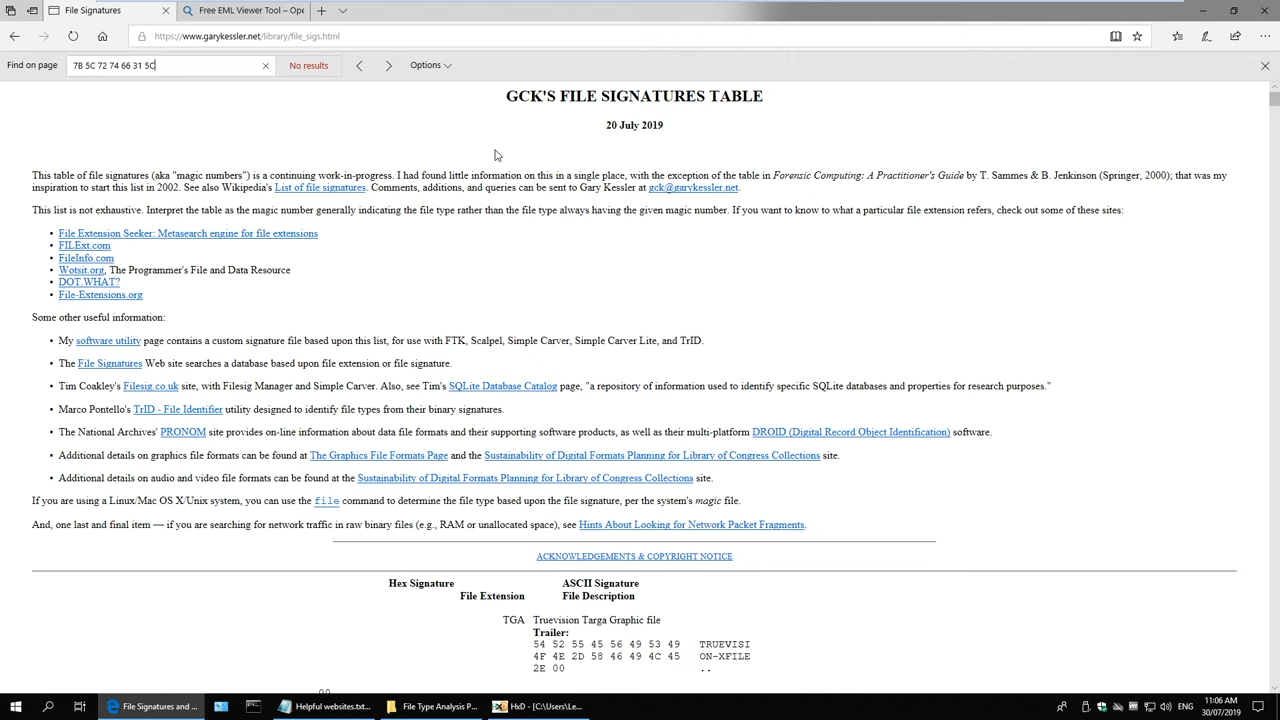 File Signatures
Free EML Viewer Tool – Ope
https://www.garykessler.net/library/file_sigs.html
Find on page
7B 5C 72 74 66 31 5C
No results
Options
GCK'S FILE SIGNATURES TABLE
20 July 2019
This table of file signatures (aka "magic numbers") is a continuing work-in-progress. I had found little information on this in a single place, with the exception of the table in Forensic Computing: A Practitioner's Guide by T. Sammes & B. Jenkinson (Springer, 2000); that was my
inspiration to start this list in 2002. See also Wikipedia's List of file signatures. Comments, additions, and queries can be sent to Gary Kessler at gck@garykessler.net.
This list is not exhaustive. Interpret the table as the magic number generally indicating the file type rather than the file type always having the given magic number. If you want to know to what a particular file extension refers, check out some of these sites:
• File Extension Seeker: Metasearch engine for file extensions
• FILExt.com
• FileInfo.com
• Wotsit.org, The Programmer's File and Data Resource
• DOT.WHAT?
• File-Extensions.org
Some other useful information:
• My software utility page contains a custom signature file based upon this list, for use with FTK, Scalpel, Simple Carver, Simple Carver Lite, and TrID.
• The File Signatures Web site searches a database based upon file extension or file signature.
• Tim Coakley's Filesig.co.uk site, with Filesig Manager and Simple Carver. Also, see Tim's SQLite Database Catalog page, "a repository of information used to identify specific SQLite databases and properties for research purposes."
• Marco Pontello's TrID - File Identifier utility designed to identify file types from their binary signatures.
• The National Archives' PRONOM site provides on-line information about data file formats and their supporting software products, as well as their multi-platform DROID (Digital Record Object Identification) software.
• Additional details on graphics file formats can be found at The Graphics File Formats Page and the Sustainability of Digital Formats Planning for Library of Congress Collections site.
• Additional details on audio and video file formats can be found at the Sustainability of Digital Formats Planning for Library of Congress Collections site.
If you are using a Linux/Mac OS X/Unix system, you can use the file command to determine the file type based upon the file signature, per the system's magic file.
And, one last and final item — if you are searching for network traffic in raw binary files (e.g., RAM or unallocated space), see Hints About Looking for Network Packet Fragments.
ACKNOWLEDGEMENTS & COPYRIGHT NOTICE
Hex Signature ASCII Signature
File Extension File Description
TGA Truevision Targa Graphic file
Trailer:
54 52 55 45 56 49 53 49 TRUEVISI
4F 4E 2D 58 46 49 4C 45 ON-XFILE
2E 00 ..
File Signatures and ...
Helpful websites.txt...
File Type Analysis P...
HxD - [C:\Users\Le...
ENG
11:06 AM
30/07/2019